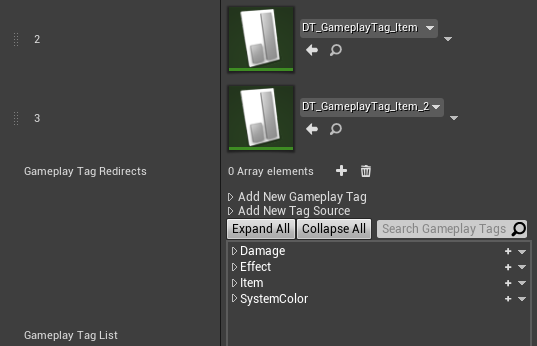 2
DT_GameplayTag_Item
3
DT_GameplayTag_Item_2
Gameplay Tag Redirects
0 Array elements
Add New Gameplay Tag
Add New Tag Source
Expand All
Collapse All
Search Gameplay Tags
Damage
Effect
Item
SystemColor
Gameplay Tag List